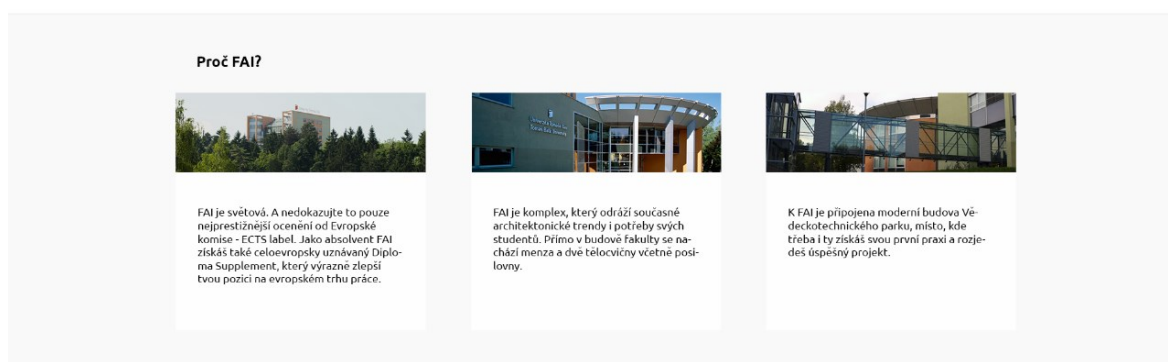 Proč FAI?
FAI je světová. A nedokazujte to pouze
nejprestižnější ocenění od Evropské
komise - ECTS label. Jako absolvent FAI
získáš také celoevropsky uznávaný Diplo-
ma Supplement, který výrazně zlepší
tvou pozici na evropském trhu práce.
FAI je komplex, který odráží současné
architektonické trendy i potřeby svých
studentů. Přímo v budově fakulty se na-
chází menza a dvě tělocvičny včetně posi-
lovny.
K FAI je připojena moderní budova Vě-
deckotechnického parku, místo, kde
třeba i ty získáš svou první praxi a rozje-
deš úspěšný projekt.